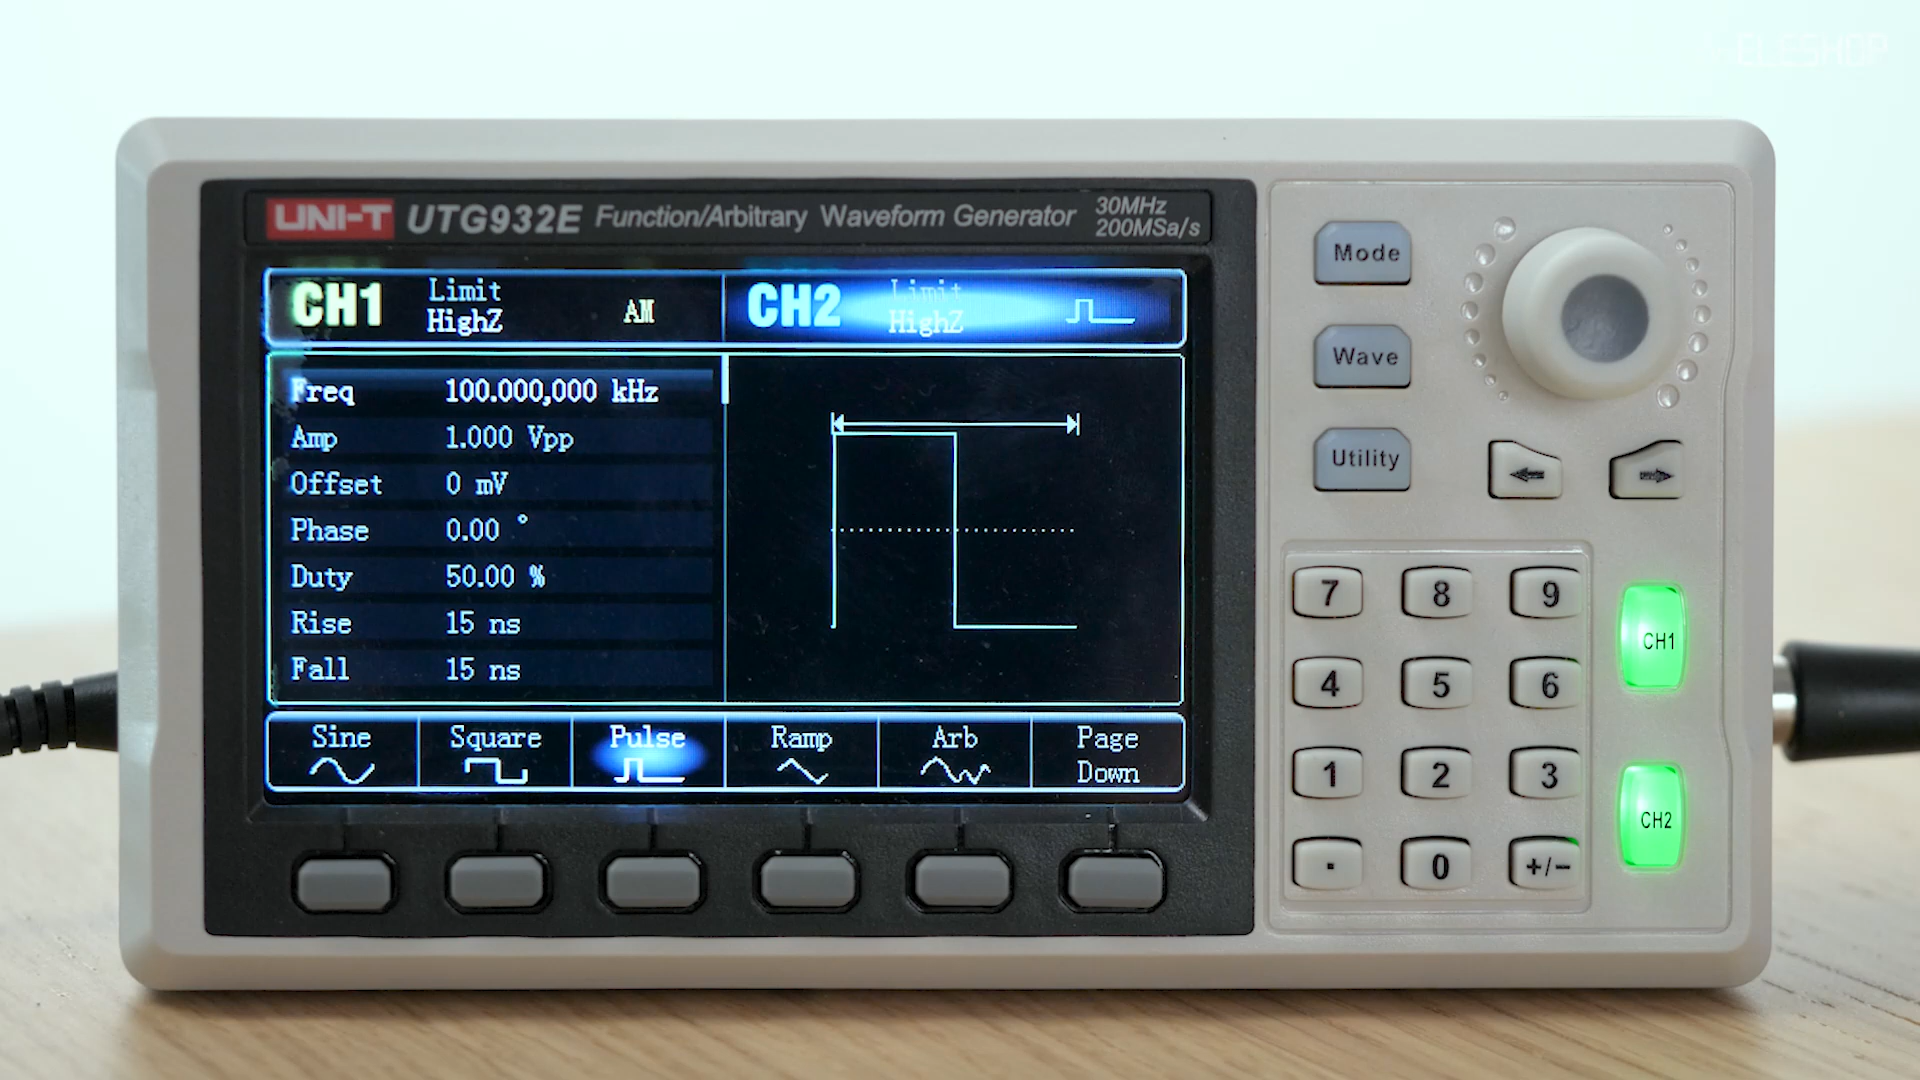 ELESHOP
UNI-T UTG932E Function/Arbitrary Waveform Generator 30MHz 200MSa/s
CH1 Limit HighZ AM CH2 Limit HighZ
Freq 100.000,000 kHz
Amp 1.000 Vpp
Offset 0 mV
Phase 0.00 °
Duty 50.00 %
Rise 15 ns
Fall 15 ns
Sine Square Pulse Ramp Arb Page Down
Mode
Wave
Utility
7 8 9
4 5 6
1 2 3
. 0 +/-
CH1
CH2